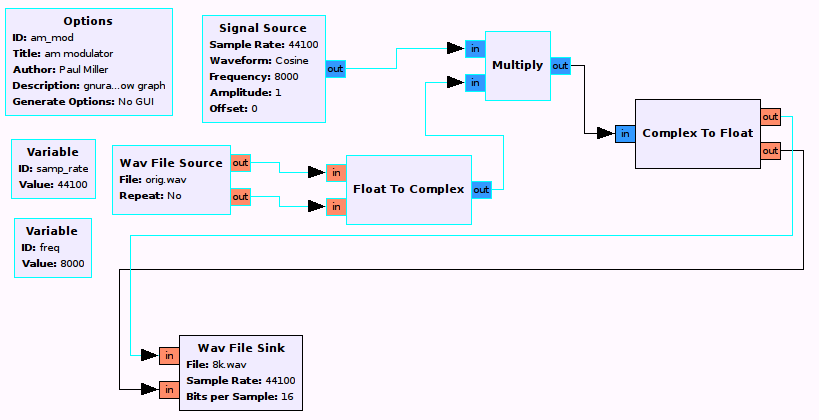 Options
ID: am_mod
Title: am modulator
Author: Paul Miller
Description: gnura...ow graph
Generate Options: No GUI
Signal Source
Sample Rate: 44100
Waveform: Cosine
Frequency: 8000
Amplitude: 1
Offset: 0
out
in
in
Multiply
out
in
Complex To Float
out
out
Variable
ID: samp_rate
Value: 44100
Wav File Source
File: orig.wav
Repeat: No
out
out
in
in
Float To Complex
out
Variable
ID: freq
Value: 8000
in
in
Wav File Sink
File: 8k.wav
Sample Rate: 44100
Bits per Sample: 16